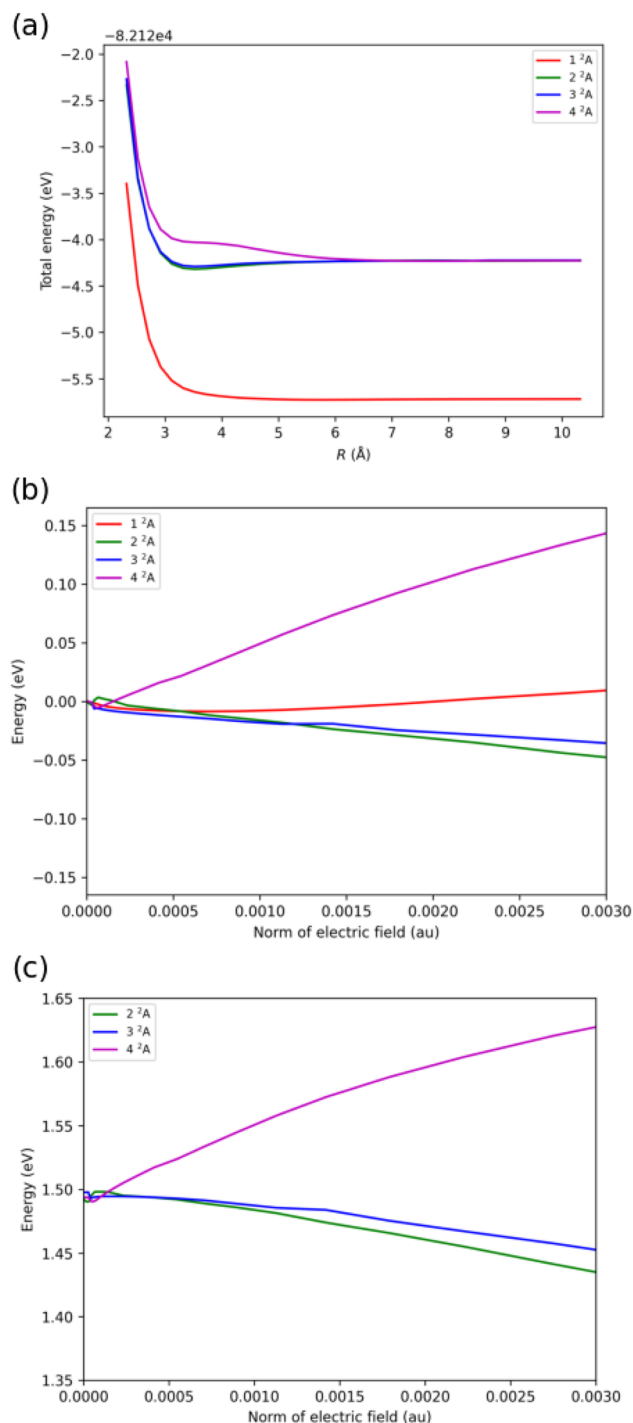 (a)
−8.212e4
−2.0
−2.5
−3.0
−3.5
−4.0
−4.5
−5.0
−5.5
Total energy (eV)
1 ²A
2 ²A
3 ²A
4 ²A
2 3 4 5 6 7 8 9 10
R (Å)
(b)
0.15
0.10
0.05
0.00
−0.05
−0.10
−0.15
Energy (eV)
1 ²A
2 ²A
3 ²A
4 ²A
0.0000 0.0005 0.0010 0.0015 0.0020 0.0025 0.0030
Norm of electric field (au)
(c)
1.65
1.60
1.55
1.50
1.45
1.40
1.35
Energy (eV)
2 ²A
3 ²A
4 ²A
0.0000 0.0005 0.0010 0.0015 0.0020 0.0025 0.0030
Norm of electric field (au)